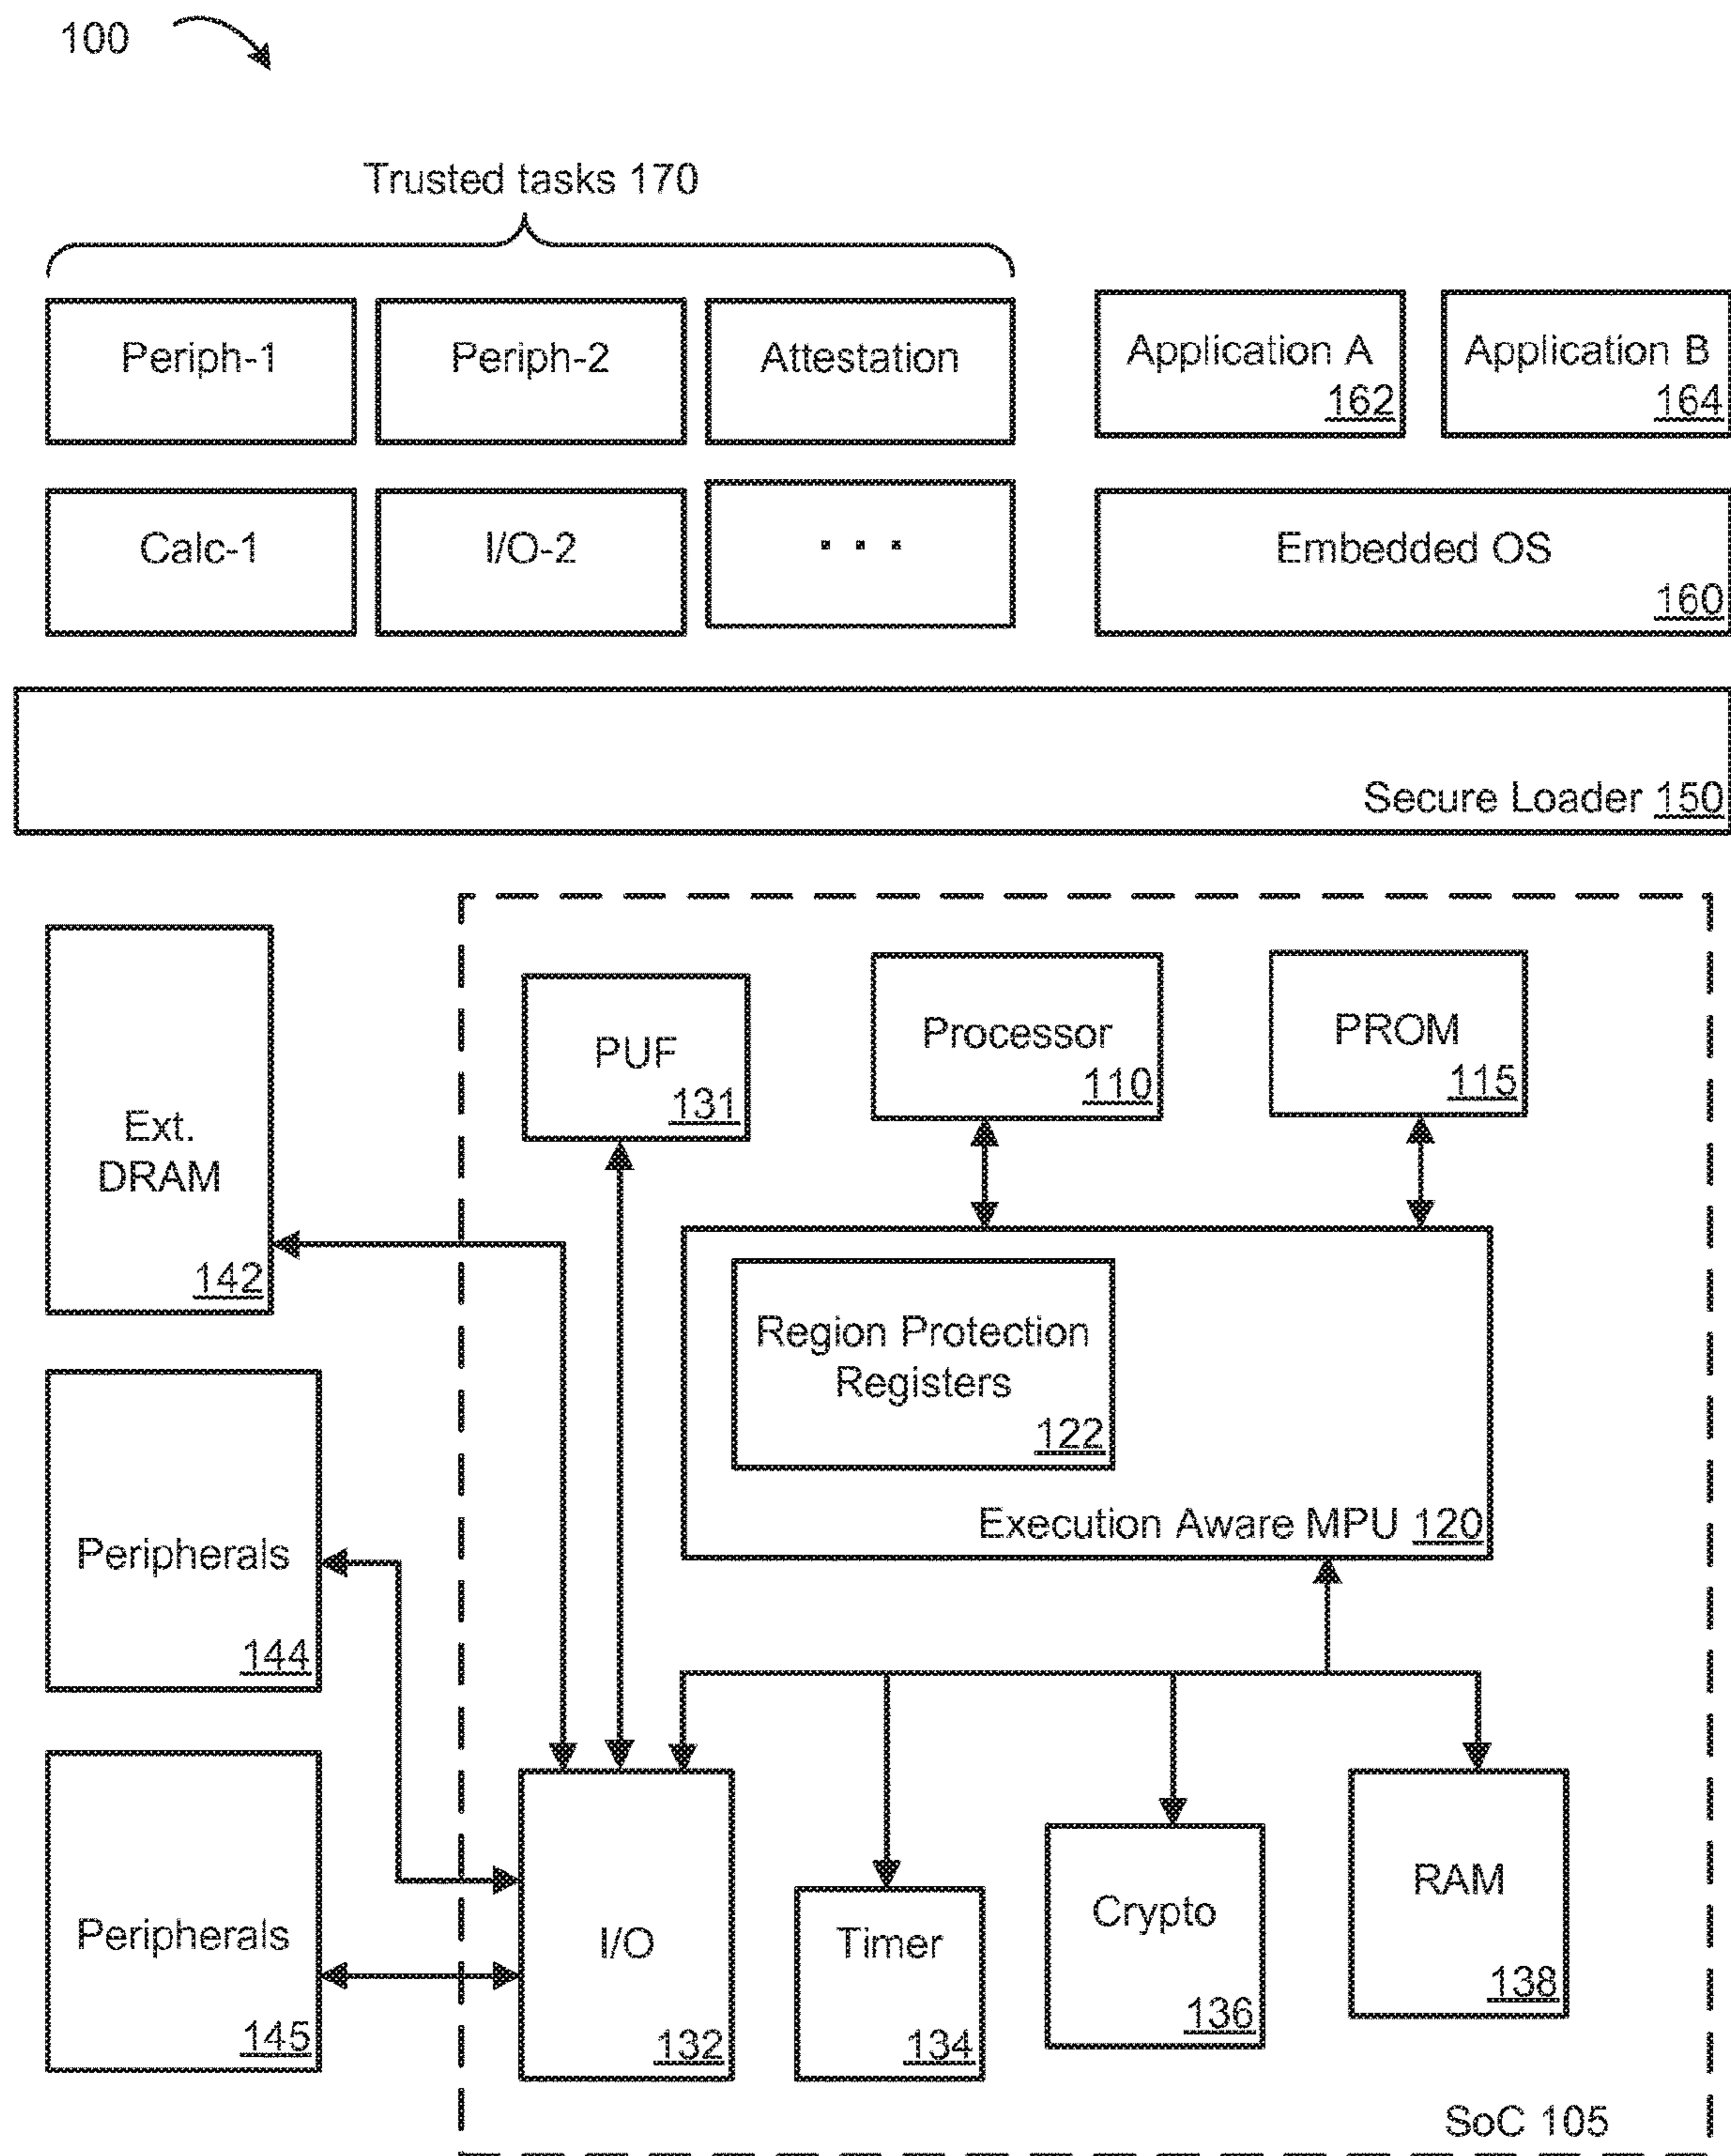 100
Trusted tasks 170
Periph-1
Periph-2
Attestation
Application A
162
Application B
164
Calc-1
I/O-2
. . .
Embedded OS
160
Secure Loader 150
Ext.
DRAM
142
PUF
131
Processor
110
PROM
115
Region Protection
Registers
122
Execution Aware MPU 120
Peripherals
144
Peripherals
145
I/O
132
Timer
134
Crypto
136
RAM
138
SoC 105